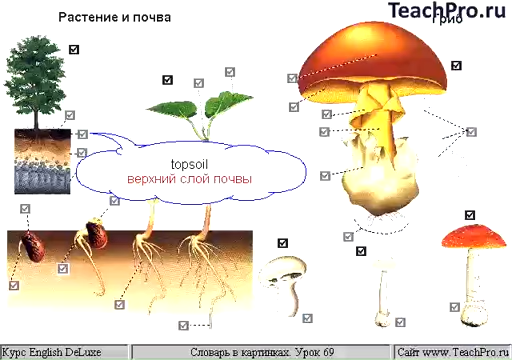 TeachPro.ru
Растение и почва
Гриб
topsoil
верхний слой почвы
Курс English DeLuxe
Словарь в картинках. Урок 69
Сайт www.TeachPro.ru